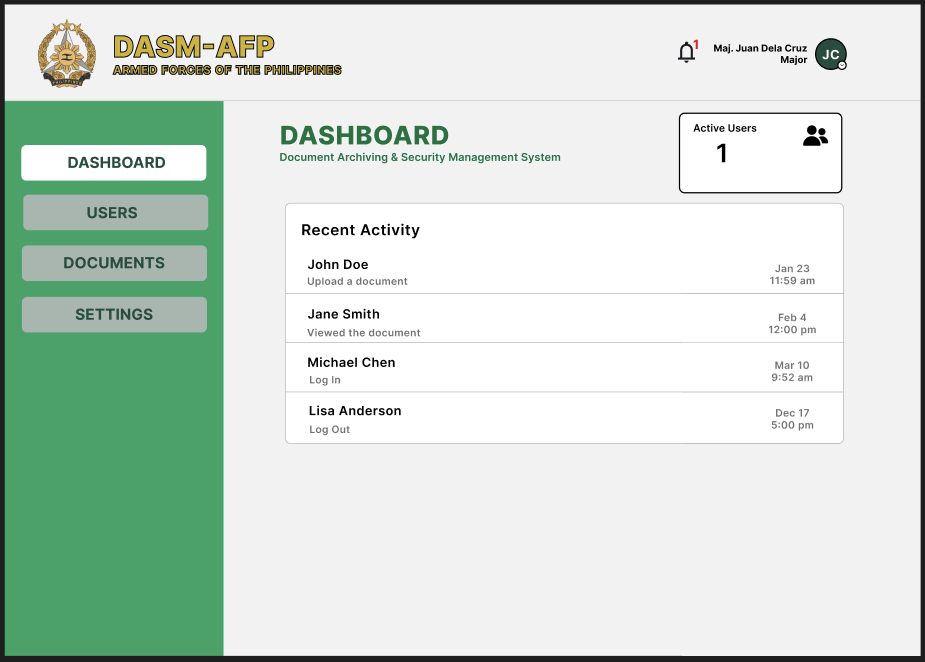 PHILIPPINES
DASM-AFP
ARMED FORCES OF THE PHILIPPINES
1
Maj. Juan Dela Cruz
Major
JC
DASHBOARD
USERS
DOCUMENTS
SETTINGS
DASHBOARD
Document Archiving & Security Management System
Active Users
1
Recent Activity
John Doe
Upload a document
Jan 23
11:59 am
Jane Smith
Viewed the document
Feb 4
12:00 pm
Michael Chen
Log In
Mar 10
9:52 am
Lisa Anderson
Log Out
Dec 17
5:00 pm